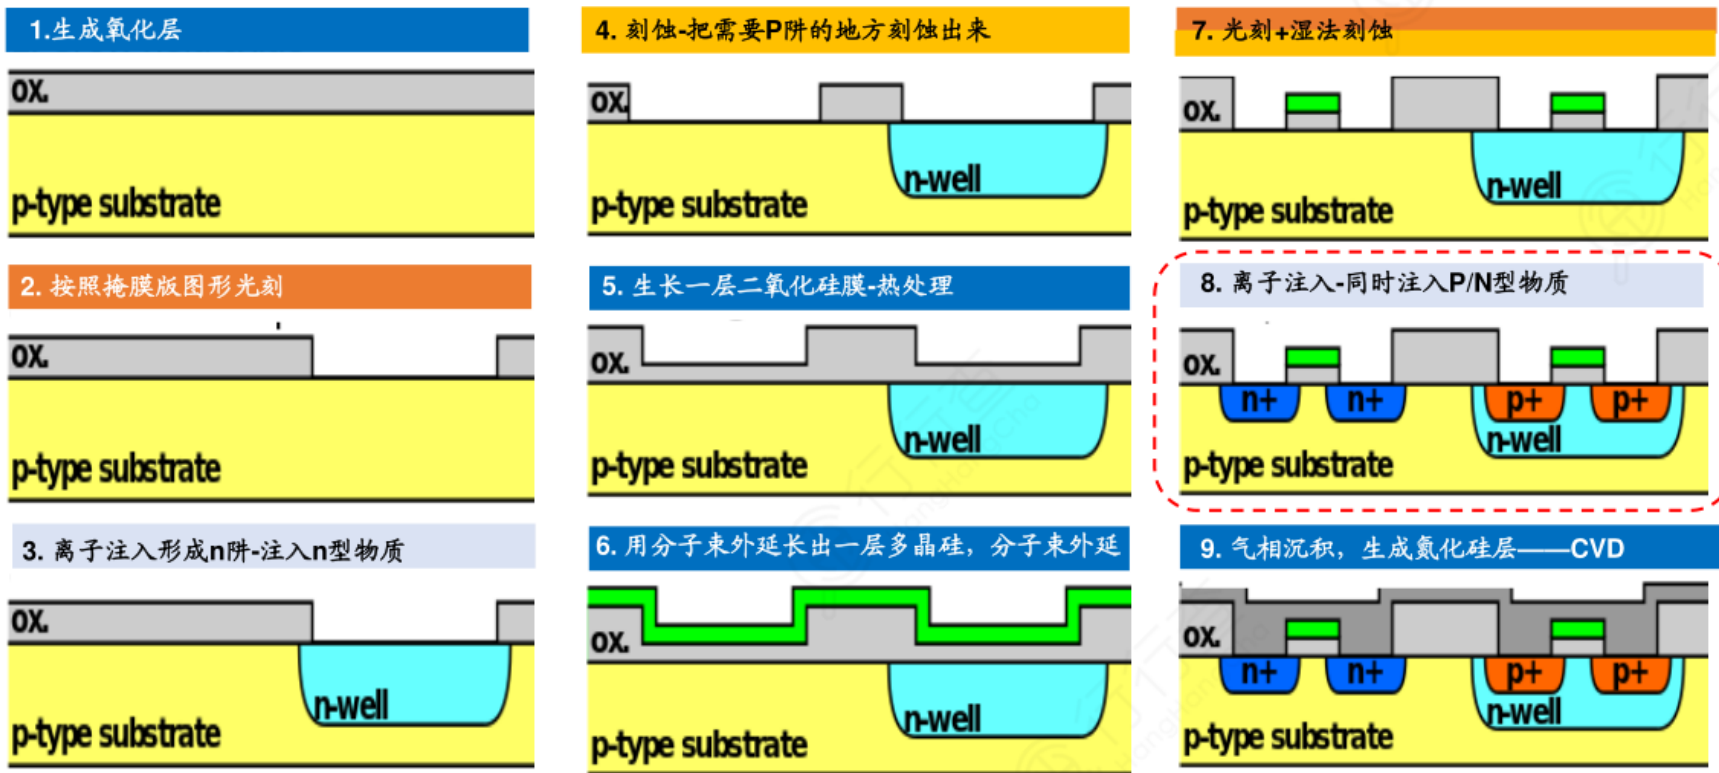 1.生成氧化层
ox.
p-type substrate
2. 按照掩膜版图形光刻
ox.
p-type substrate
3. 离子注入形成n阱-注入n型物质
ox.
n-well
p-type substrate
4. 刻蚀-把需要P阱的地方刻蚀出来
ox.
n-well
p-type substrate
5. 生长一层二氧化硅膜-热处理
ox.
n-well
p-type substrate
6. 用分子束外延长出一层多晶硅，分子束外延
ox.
n-well
p-type substrate
7. 光刻+湿法刻蚀
ox.
n-well
p-type substrate
8. 离子注入-同时注入P/N型物质
ox.
n+ n+ p+ p+
n-well
p-type substrate
9. 气相沉积，生成氮化硅层——CVD
ox.
n+ n+ p+ p+
n-well
p-type substrate
行行查